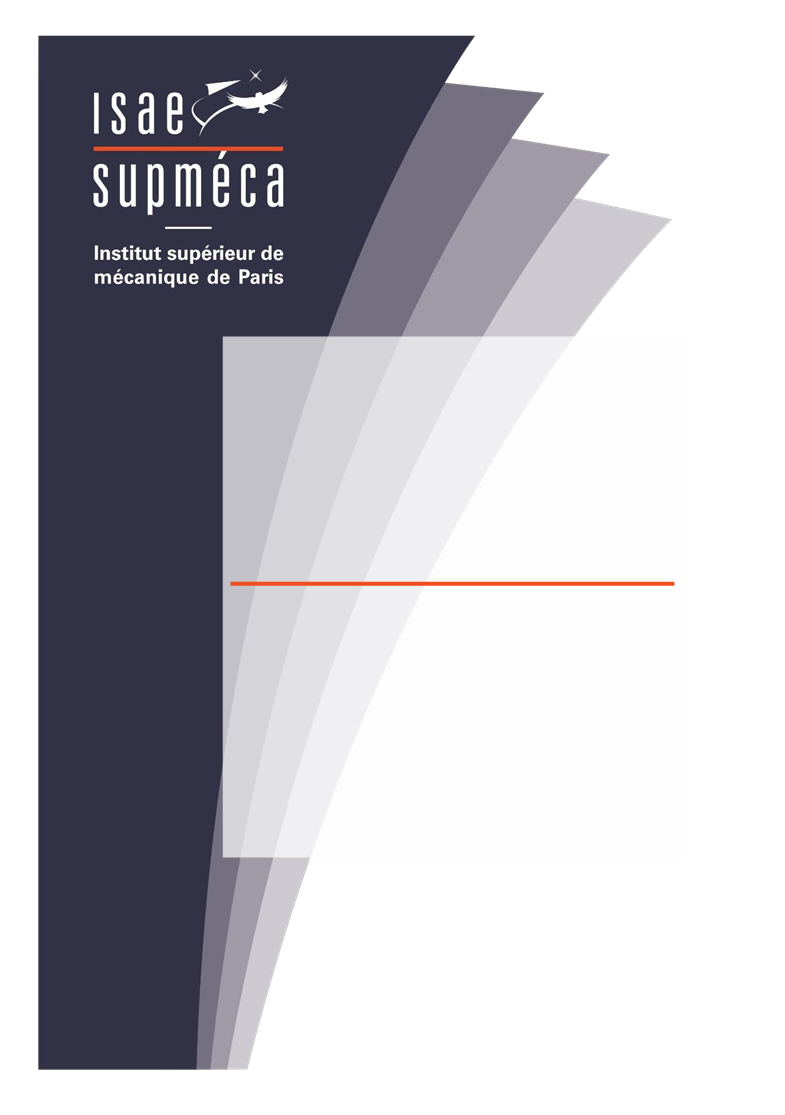 isae
supméca
Institut supérieur de
mécanique de Paris